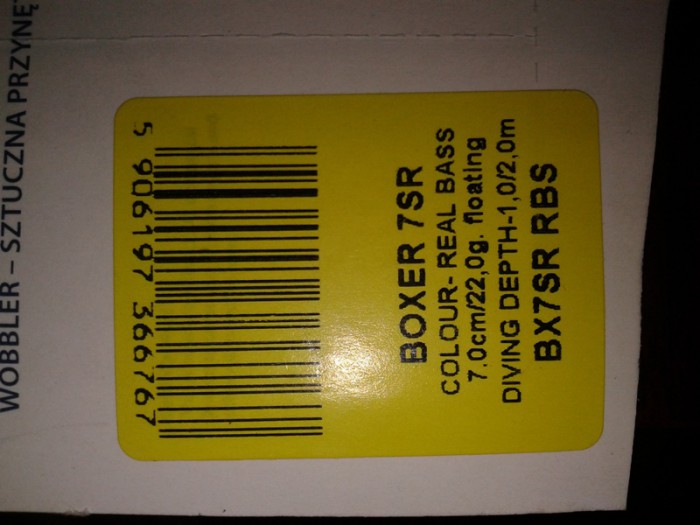 WOBBLER – SZTUCZNA PRZYNĘ
5 906197 366767
BOXER 7SR
COLOUR- REAL BASS
7.0cm/22,0g. floating
DIVING DEPTH-1,0/2,0m
BX7SR RBS